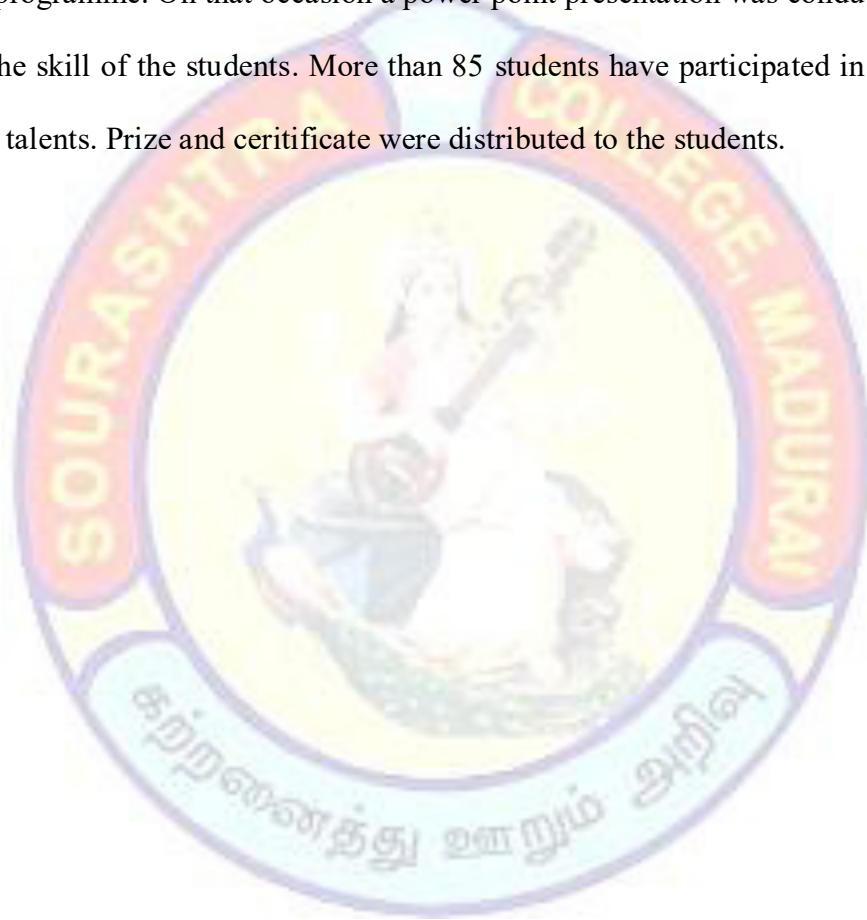 programme. On that occasion a power point presentation was
the skill of the students. More than 85 students have participated in
talents. Prize and ceritificate were distributed to the students.
SOURASHTRA COLLEGE, MADURAI
கற்றனைத்து ஊறும் அறிவு